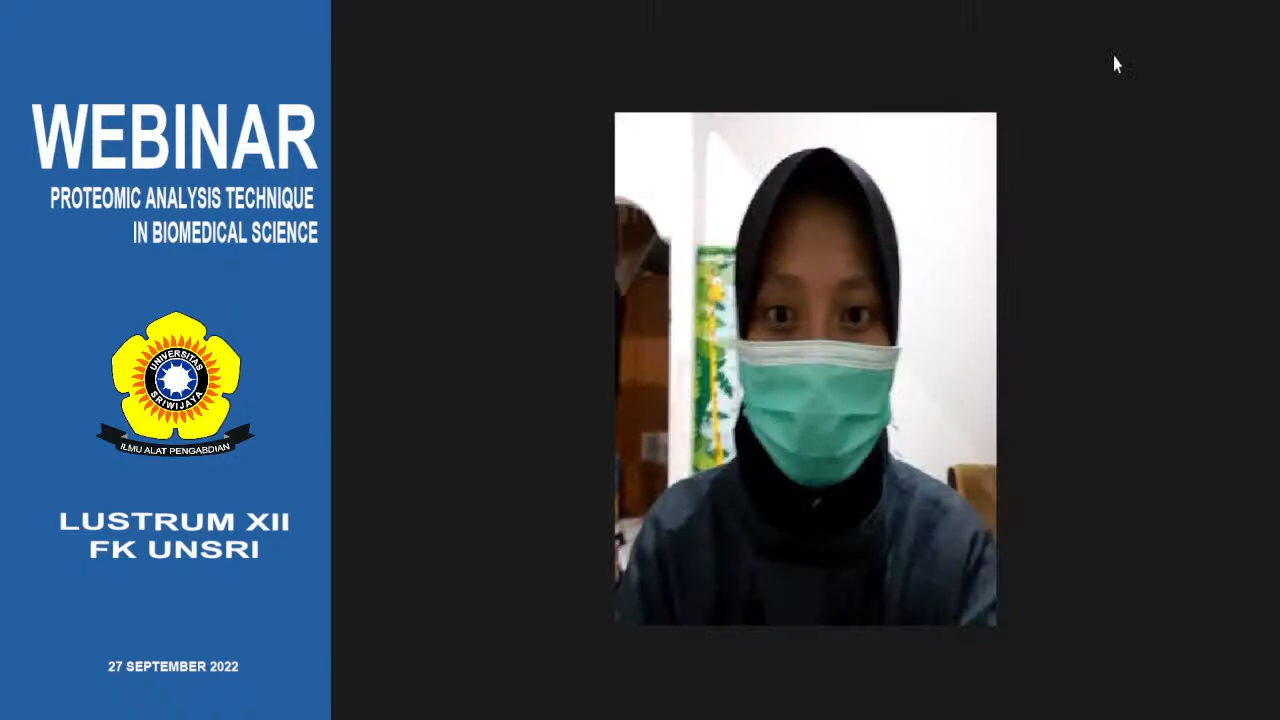 WEBINAR
PROTEOMIC ANALYSIS TECHNIQUE
IN BIOMEDICAL SCIENCE
UNIVERSITAS
SRIWIJAYA
ILMU ALAT PENGABDIAN
LUSTRUM XII
FK UNSRI
27 SEPTEMBER 2022